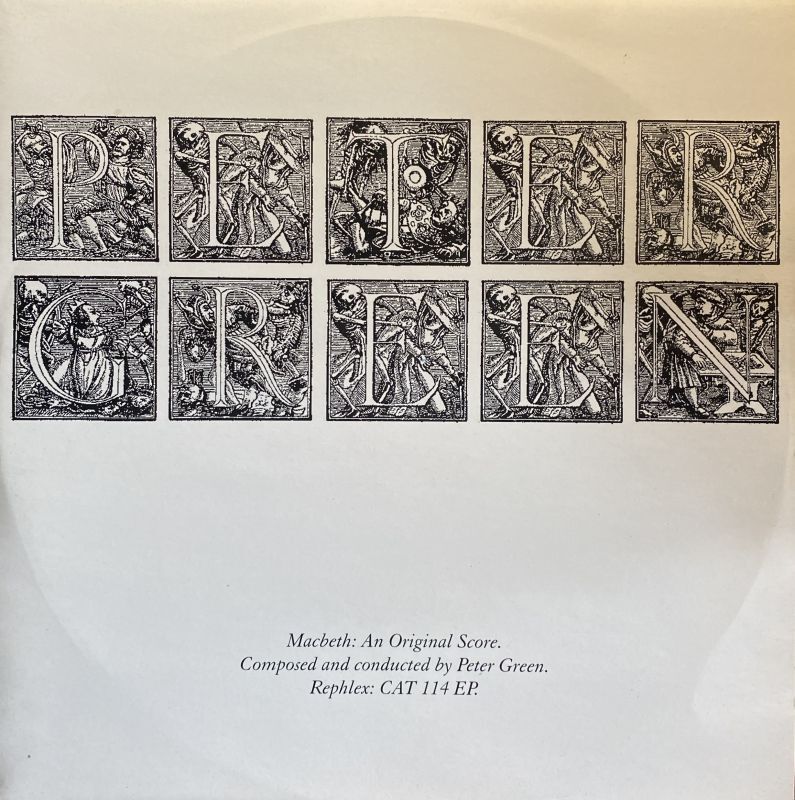 PETER
GREEN
Macbeth: An Original Score.
Composed and conducted by Peter Green.
Rephlex: CAT 114 EP.